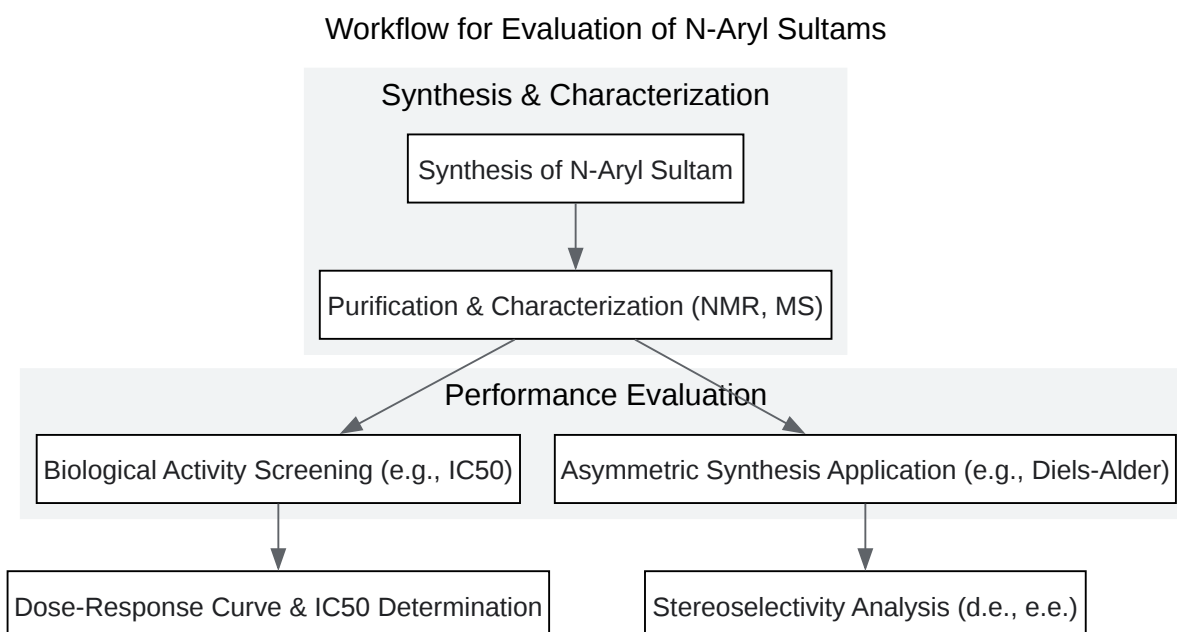 Workflow for Evaluation of N-Aryl Sultams
Synthesis & Characterization
Synthesis of N-Aryl Sultam
Purification & Characterization (NMR, MS)
Performance Evaluation
Biological Activity Screening (e.g., IC50)
Asymmetric Synthesis Application (e.g., Diels-Alder)
Dose-Response Curve & IC50 Determination
Stereoselectivity Analysis (d.e., e.e.)